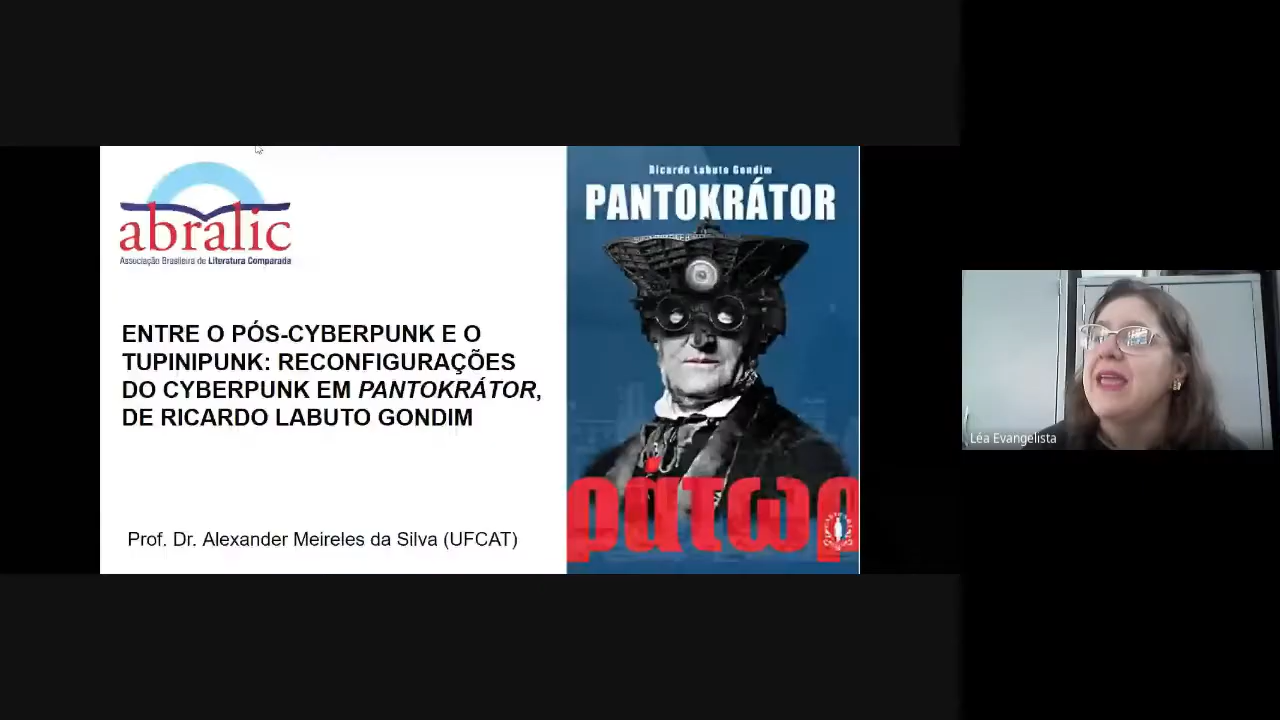 abralic
Associação Brasileira de Literatura Comparada
ENTRE O PÓS-CYBERPUNK E O
TUPINIPUNK: RECONFIGURAÇÕES
DO CYBERPUNK EM PANTOKRÁTOR,
DE RICARDO LABUTO GONDIM
Prof. Dr. Alexander Meireles da Silva (UFCAT)
Ricardo Labuto Gondim
PANTOKRÁTOR
ράτωρ
Léa Evangelista